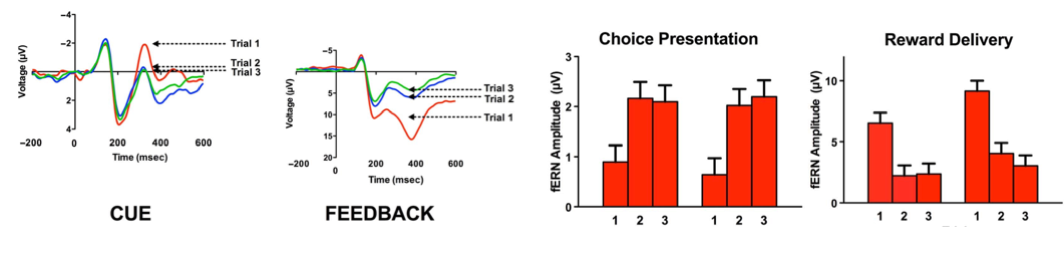 −4
−2
2
4
Voltage (µV)
−200
0
200
400
600
Time (msec)
Trial 1
Trial 2
Trial 3
CUE
−5
5
10
15
20
Voltage (µV)
−200
0
200
400
600
Time (msec)
Trial 3
Trial 2
Trial 1
FEEDBACK
Choice Presentation
fERN Amplitude (µV)
3
2
1
0
1 2 3 1 2 3
Reward Delivery
fERN Amplitude (µV)
10
5
0
1 2 3 1 2 3